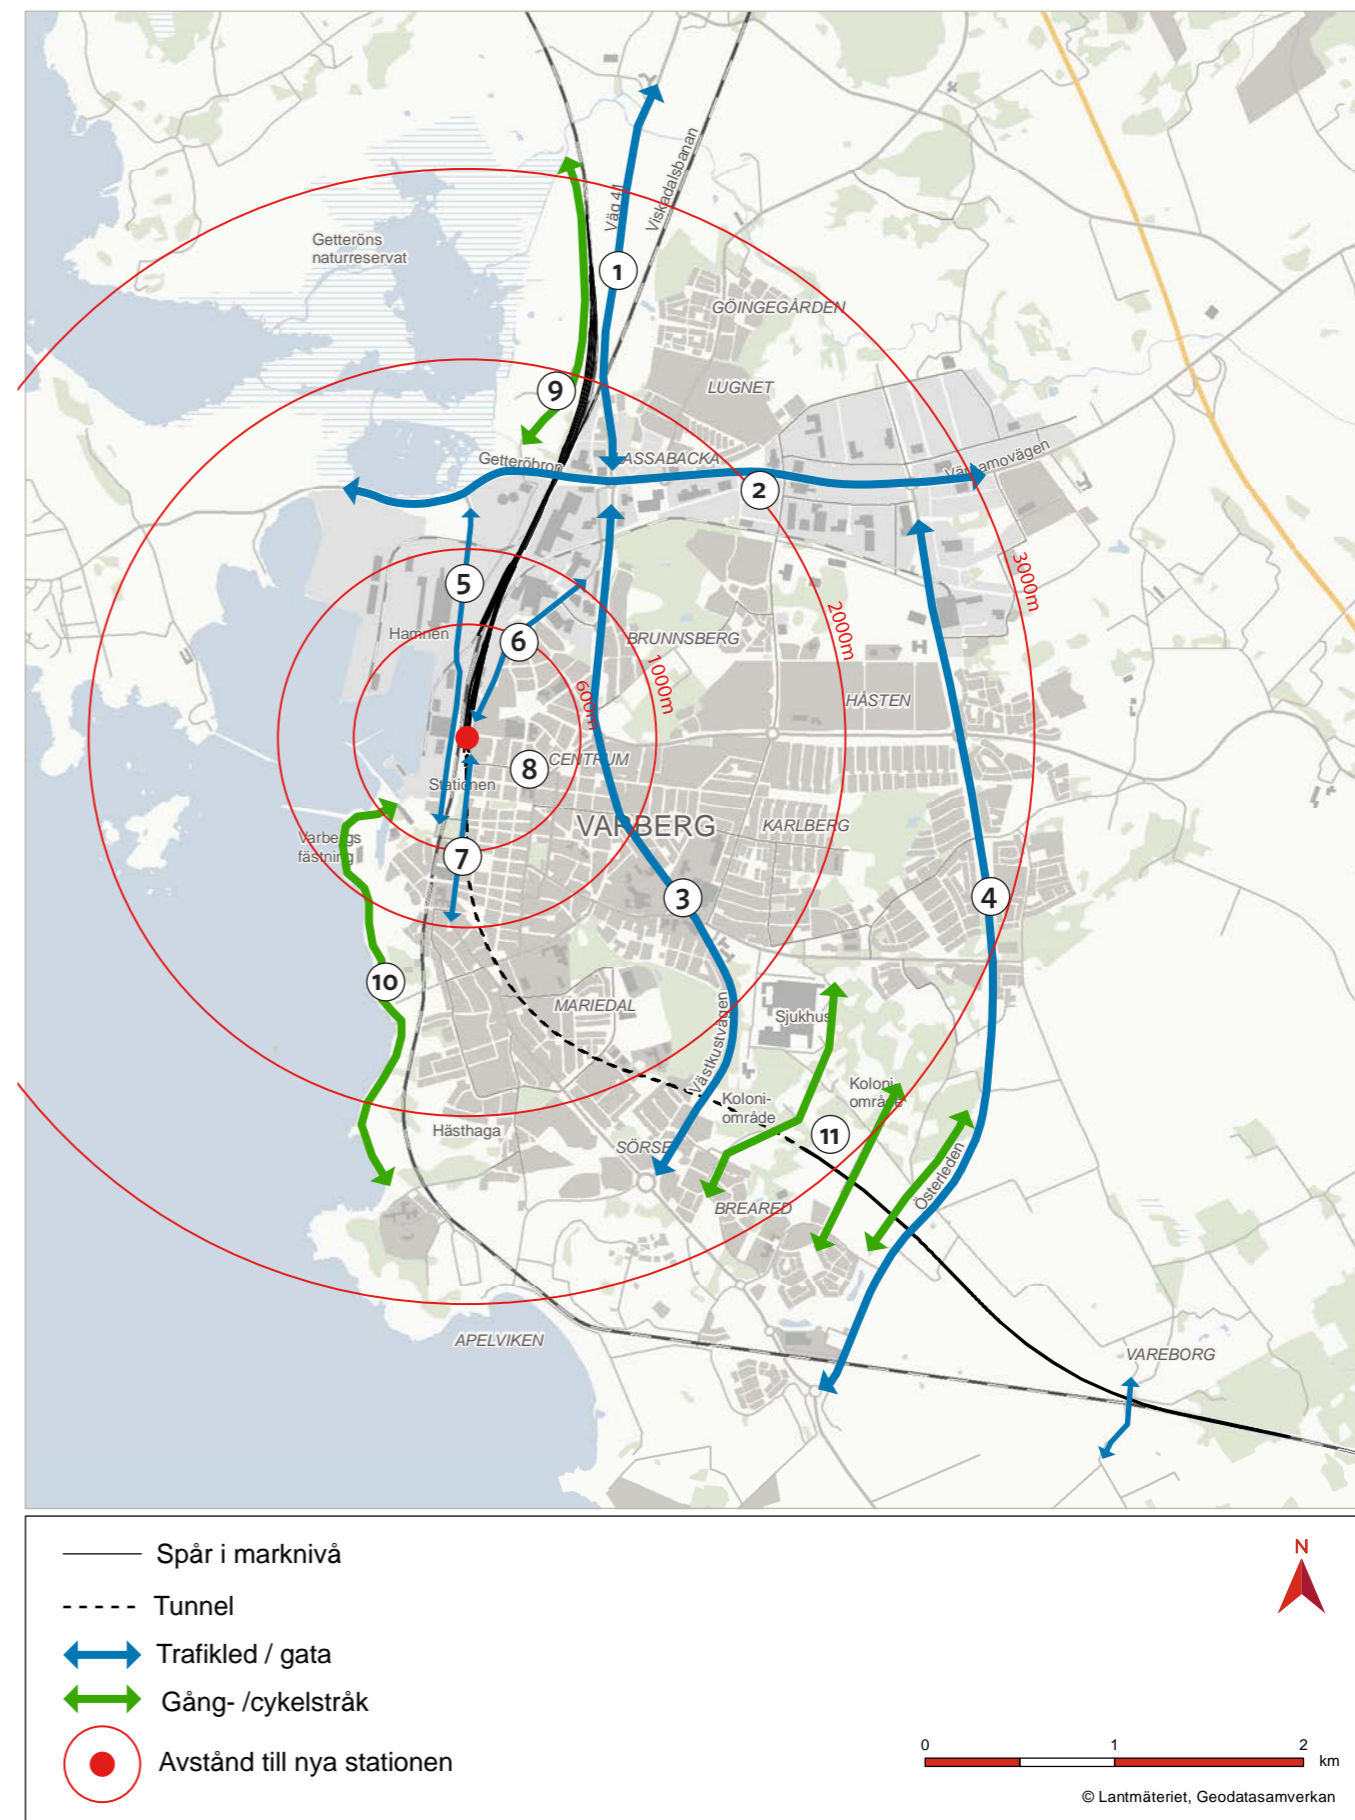 Väg 41
Viskadalsbanan
Getteröns
naturreservat
1
GÖINGEGÅRDEN
9
LUGNET
Getteröbron
ASSABACKA
Värnamovägen
2
5
3000m
Hamnen
6
BRUNNSBERG
2000m
1000m
600m
HÅSTEN
8
CENTRUM
Stationen
VARBERG
KARLBERG
Varbergs
fästning
7
3
4
10
MARIEDAL
Sjukhus
Västkustvägen
Koloni-
område
Koloni-
område
Hästhaga
11
SÖRSE
Österleden
BREARED
APELVIKEN
VAREBORG
Spår i marknivå
N
Tunnel
Trafikled / gata
Gång- /cykelstråk
Avstånd till nya stationen
0 1 2
km
© Lantmäteriet, Geodatasamverkan